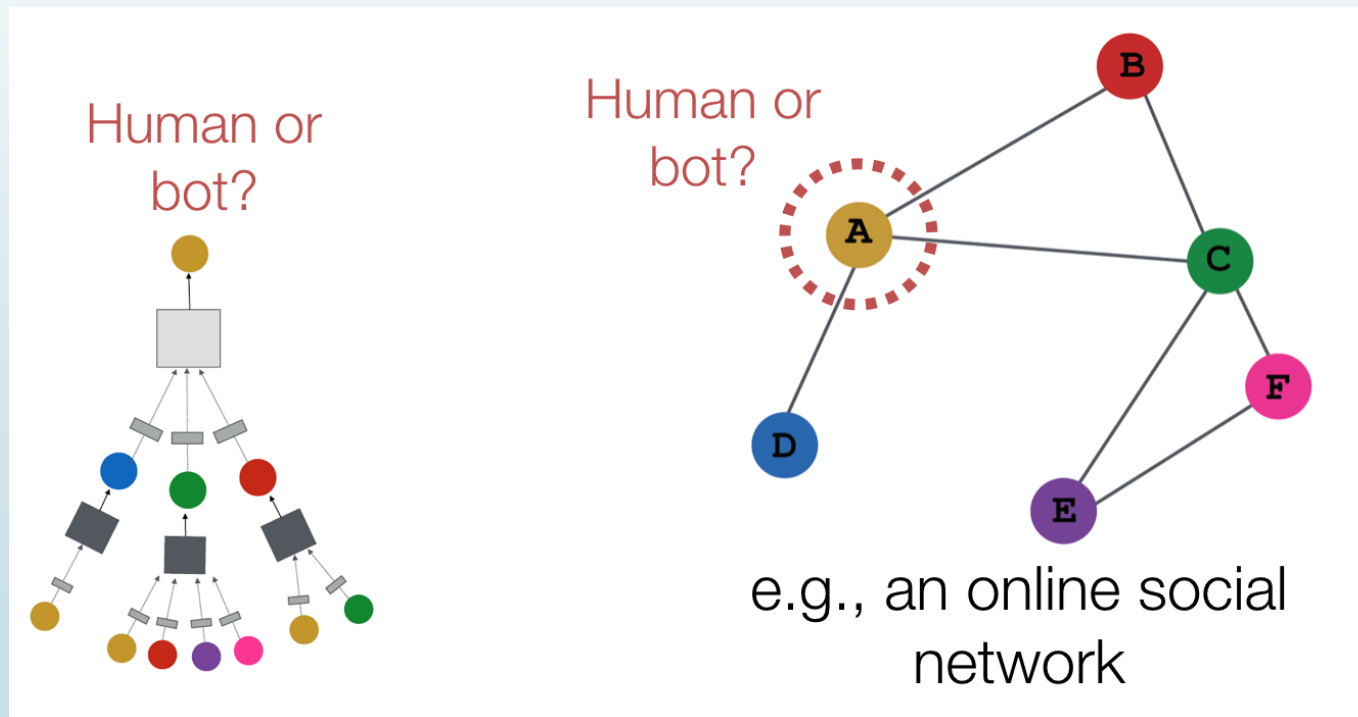 Human or
bot?
Human or
bot?
B
A
C
F
D
E
e.g., an online social
network